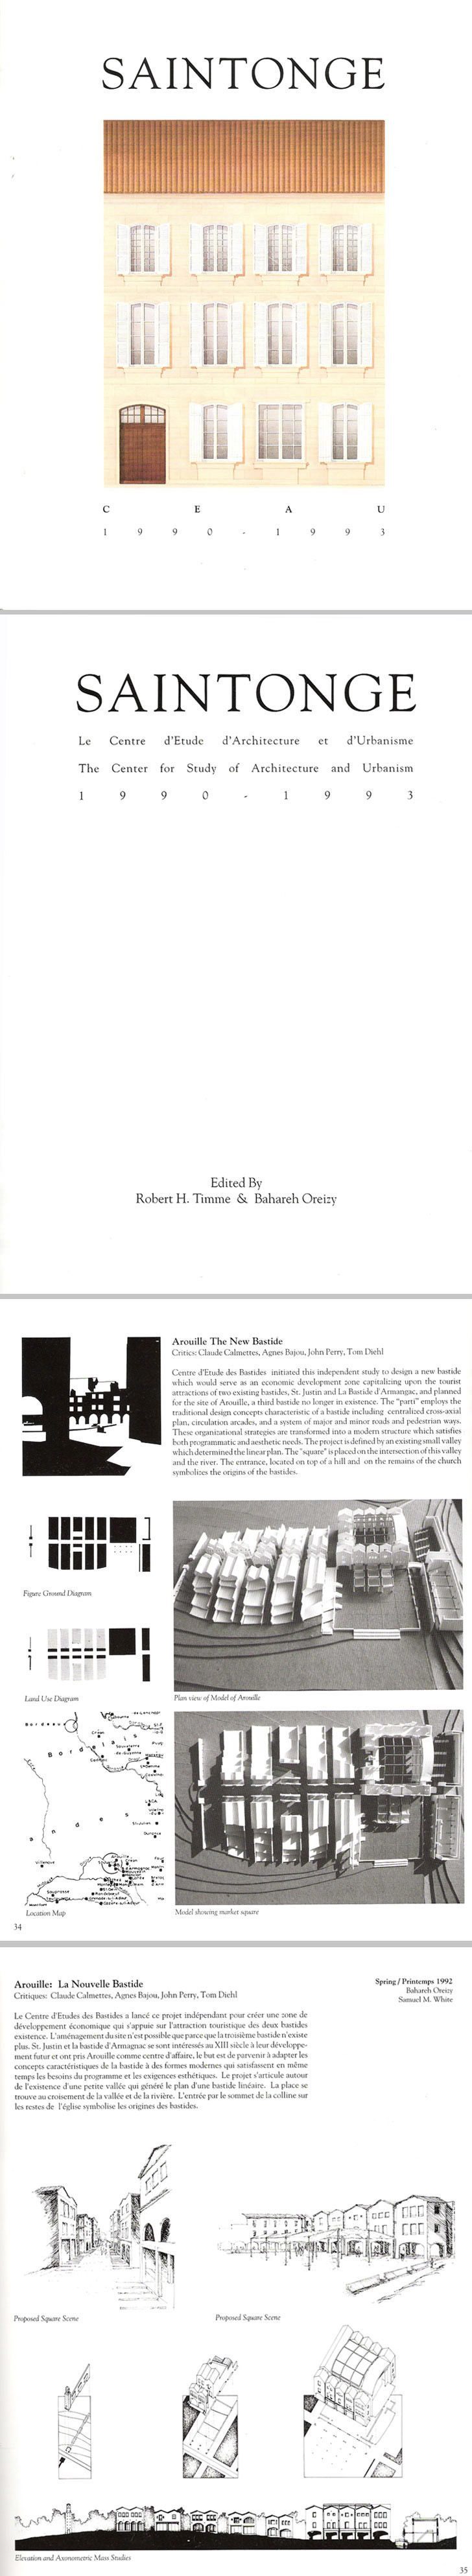 SAINTONGE
C E A U
1 9 9 0 - 1 9 9 3
SAINTONGE
Le Centre d'Etude d'Architecture et d'Urbanisme
The Center for Study of Architecture and Urbanism
1 9 9 0 - 1 9 9 3
Edited By
Robert H. Timme & Bahareh Oreizy
Arouille The New Bastide
Critics: Claude Calmettes, Agnes Bajou, John Perry, Tom Diehl
Centre d'Etude des Bastides initiated this independent study to design a new bastide
which would serve as an economic development zone capitalizing upon the tourist
attractions of two existing bastides, St. Justin and La Bastide d'Armangac, and planned
for the site of Arouille, a third bastide no longer in existence. The "parti" employs the
traditional design concepts characteristic of a bastide including centralized cross-axial
plan, circulation arcades, and a system of major and minor roads and pedestrian ways.
These organizational strategies are transformed into a modern structure which satisfies
both programmatic and aesthetic needs. The project is defined by an existing small valley
which determined the linear plan. The "square" is placed on the intersection of this valley
and the river. The entrance, located on top of a hill and on the remains of the church
symbolizes the origins of the bastides.
Figure Ground Diagram
Land Use Diagram
Plan view of Model of Arouille
Bordeaux
Bordelais
Location Map
Model showing market square
34
Arouille: La Nouvelle Bastide
Critiques: Claude Calmettes, Agnes Bajou, John Perry, Tom Diehl
Spring / Printemps 1992
Bahareh Oreizy
Samuel M. White
Le Centre d'Etudes des Bastides a lancé ce projet indépendant pour créer une zone de
développement économique qui s'appuie sur l'attraction touristique des deux bastides
existence. L'aménagement du site n'est possible que parce que la troisième bastide n'existe
plus. St. Justin et la bastide d'Armagnac se sont intéressés au XIII siècle à leur développe-
ment futur et ont pris Arouille comme centre d'affaire, le but est de parvenir à adapter les
concepts caractéristiques de la bastide à des formes modernes qui satisfassent en même
temps les besoins du programme et les exigences esthétiques. Le projet s'articule autour
de l'existence d'une petite vallée qui généré le plan d'une bastide linéaire. La place se
trouve au croisement de la vallée et de la rivière. L'entrée par le sommet de la colline sur
les restes de l'église symbolise les origines des bastides.
Proposed Square Scene
Proposed Square Scene
Elevation and Axonometric Mass Studies
35